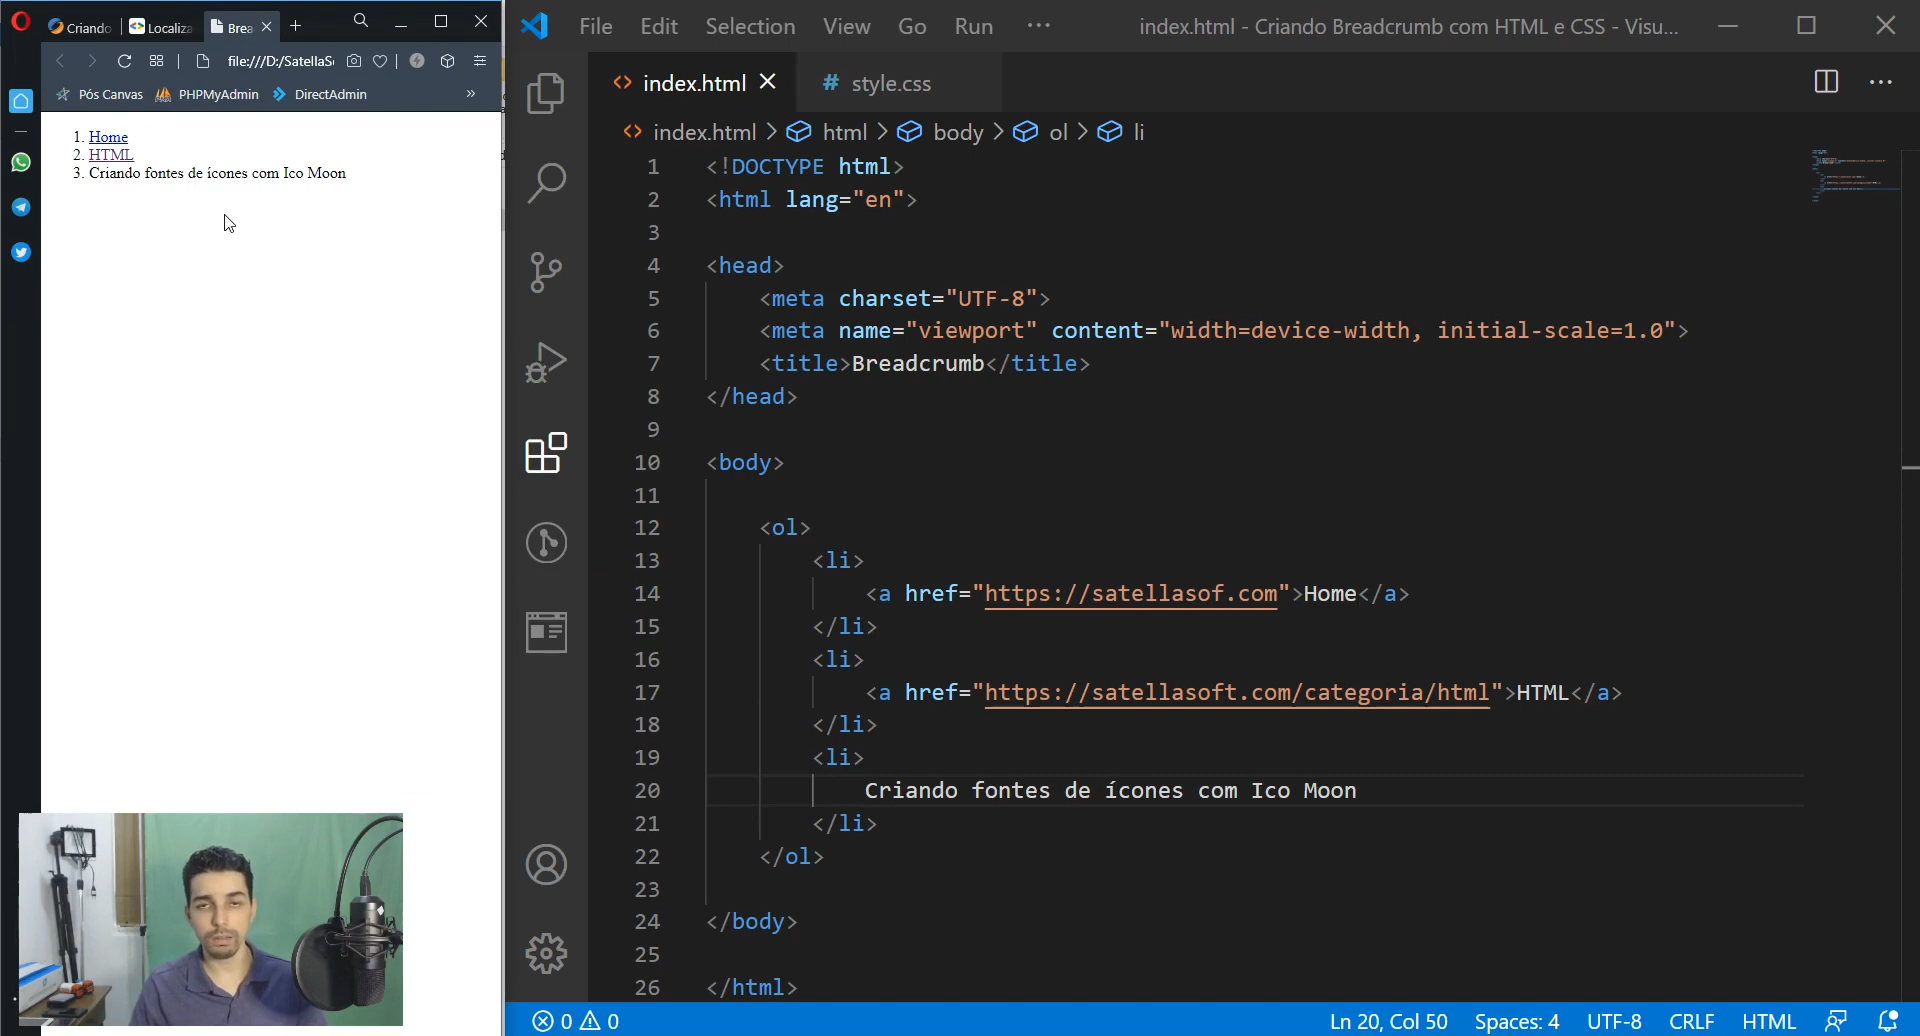 Criando
Localiza
Brea
file:///D:/SatellaS
Pós Canvas
PHPMyAdmin
DirectAdmin
»
1. Home
2. HTML
3. Criando fontes de ícones com Ico Moon
File Edit Selection View Go Run ···
index.html - Criando Breadcrumb com HTML e CSS - Visu...
index.html
# style.css
index.html > html > body > ol > li
1 <!DOCTYPE html>
2 <html lang="en">
3
4 <head>
5 <meta charset="UTF-8">
6 <meta name="viewport" content="width=device-width, initial-scale=1.0">
7 <title>Breadcrumb</title>
8 </head>
9
10 <body>
11
12 <ol>
13 <li>
14 <a href="https://satellasof.com">Home</a>
15 </li>
16 <li>
17 <a href="https://satellasoft.com/categoria/html">HTML</a>
18 </li>
19 <li>
20 Criando fontes de ícones com Ico Moon
21 </li>
22 </ol>
23
24 </body>
25
26 </html>
0 0
Ln 20, Col 50 Spaces: 4 UTF-8 CRLF HTML